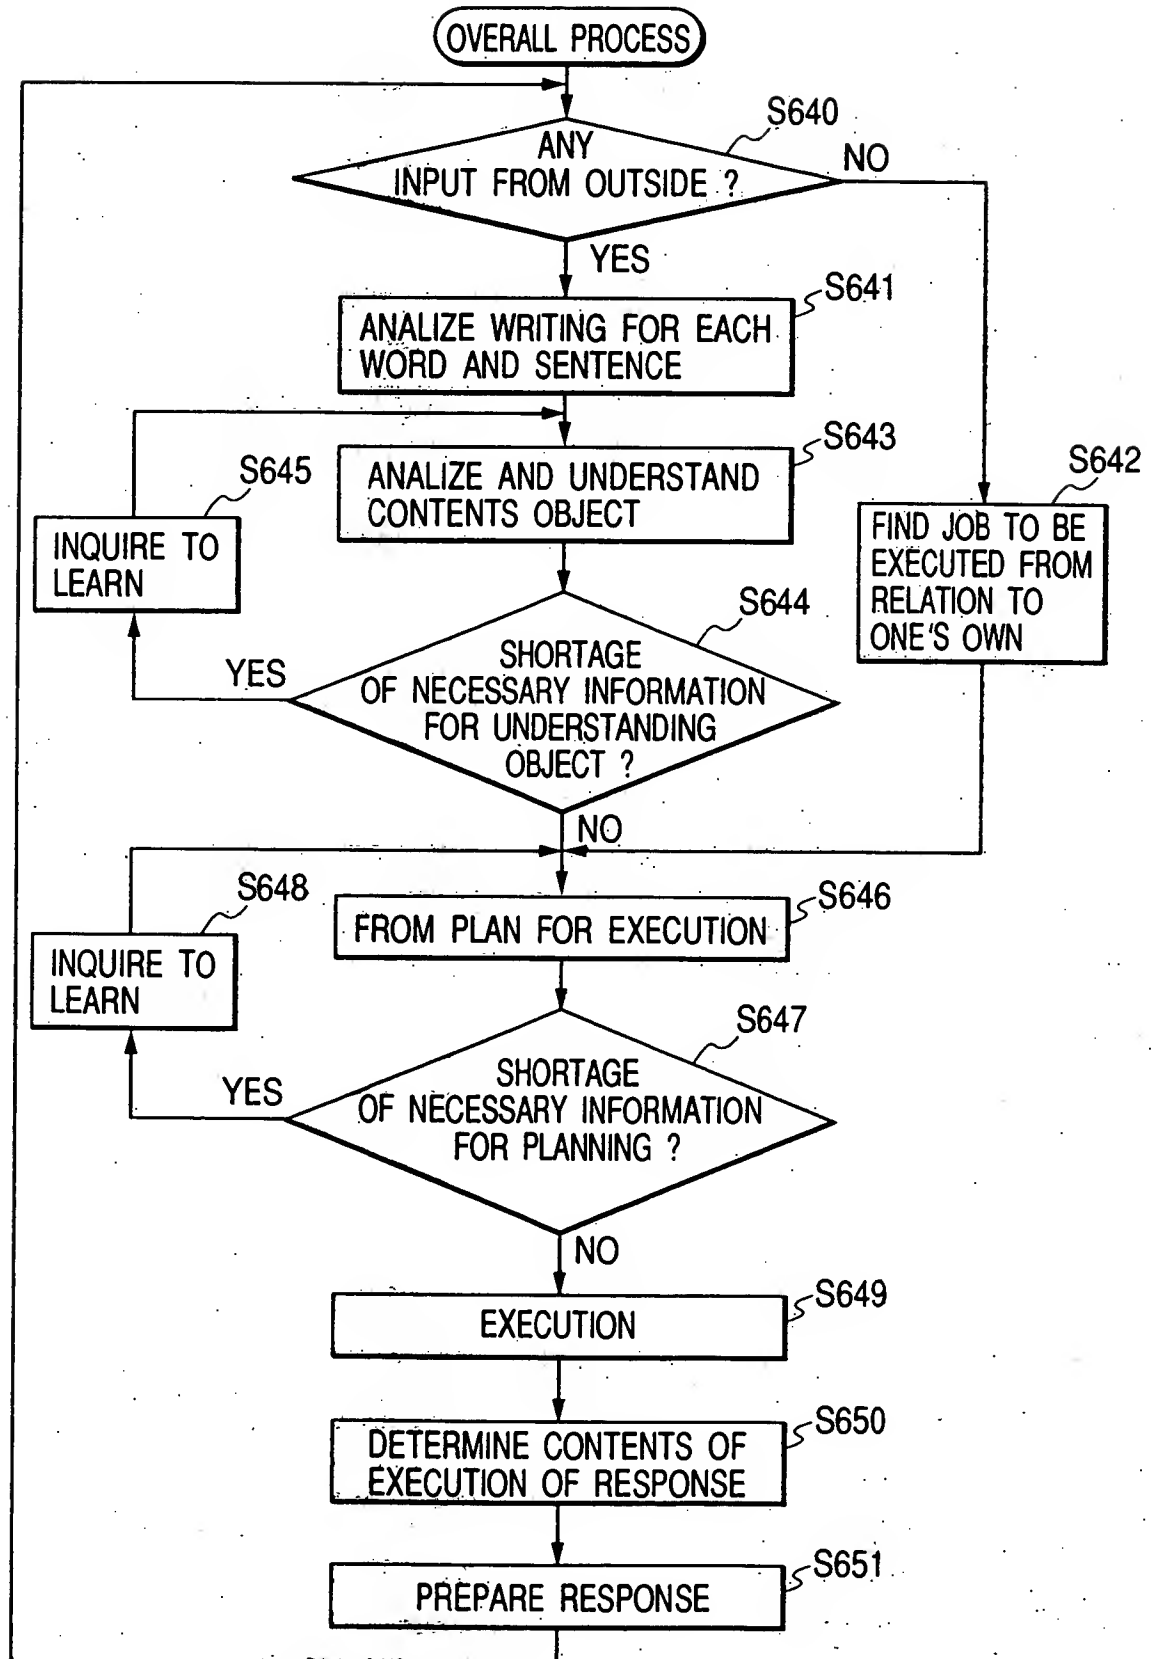 OVERALL PROCESS
S640
ANY
INPUT FROM OUTSIDE ?
NO
YES
S641
ANALIZE WRITING FOR EACH
WORD AND SENTENCE
S643
ANALIZE AND UNDERSTAND
CONTENTS OBJECT
S645
INQUIRE TO
LEARN
S642
FIND JOB TO BE
EXECUTED FROM
RELATION TO
ONE'S OWN
S644
SHORTAGE
OF NECESSARY INFORMATION
FOR UNDERSTANDING
OBJECT ?
YES
NO
S646
FROM PLAN FOR EXECUTION
S648
INQUIRE TO
LEARN
S647
SHORTAGE
OF NECESSARY INFORMATION
FOR PLANNING ?
YES
NO
S649
EXECUTION
S650
DETERMINE CONTENTS OF
EXECUTION OF RESPONSE
S651
PREPARE RESPONSE